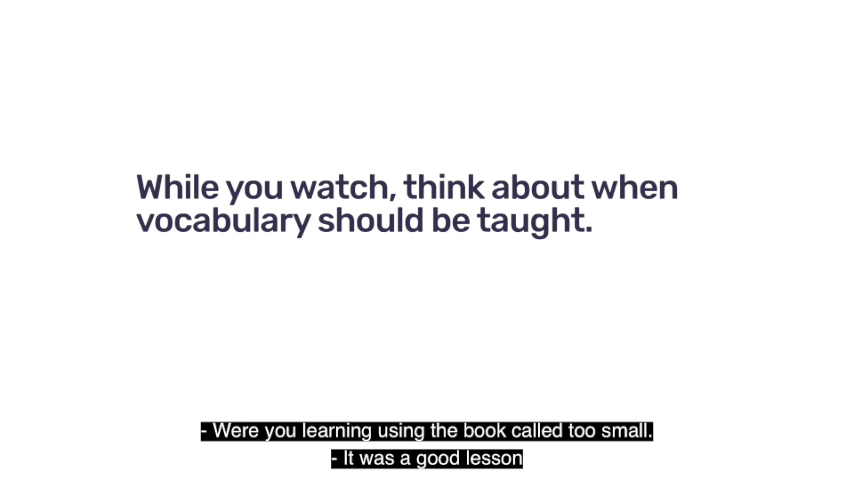 While you watch, think about when
vocabulary should be taught.
- Were you learning using the book called too small.
- It was a good lesson